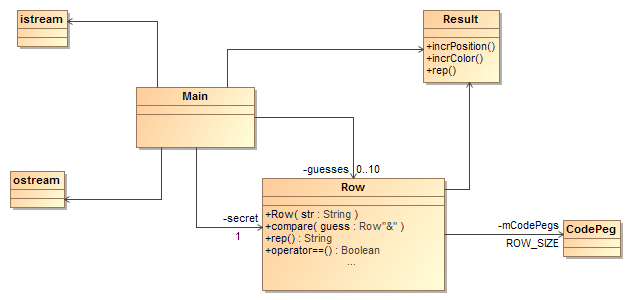 istream
Result
+incrPosition()
+incrColor()
+rep()
Main
ostream
-guesses 0..10
Row
+Row( str : String )
+compare( guess : Row"&" )
+rep() : String
+operator==() : Boolean
...
-secret
1
-mCodePegs
ROW_SIZE
CodePeg